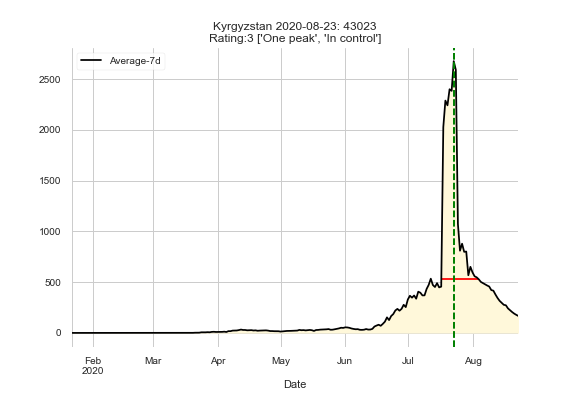 Kyrgyzstan 2020-08-23: 43023
Rating:3 ['One peak', 'In control']
Average-7d
2500
2000
1500
1000
500
0
Feb Mar Apr May Jun Jul Aug
2020
Date